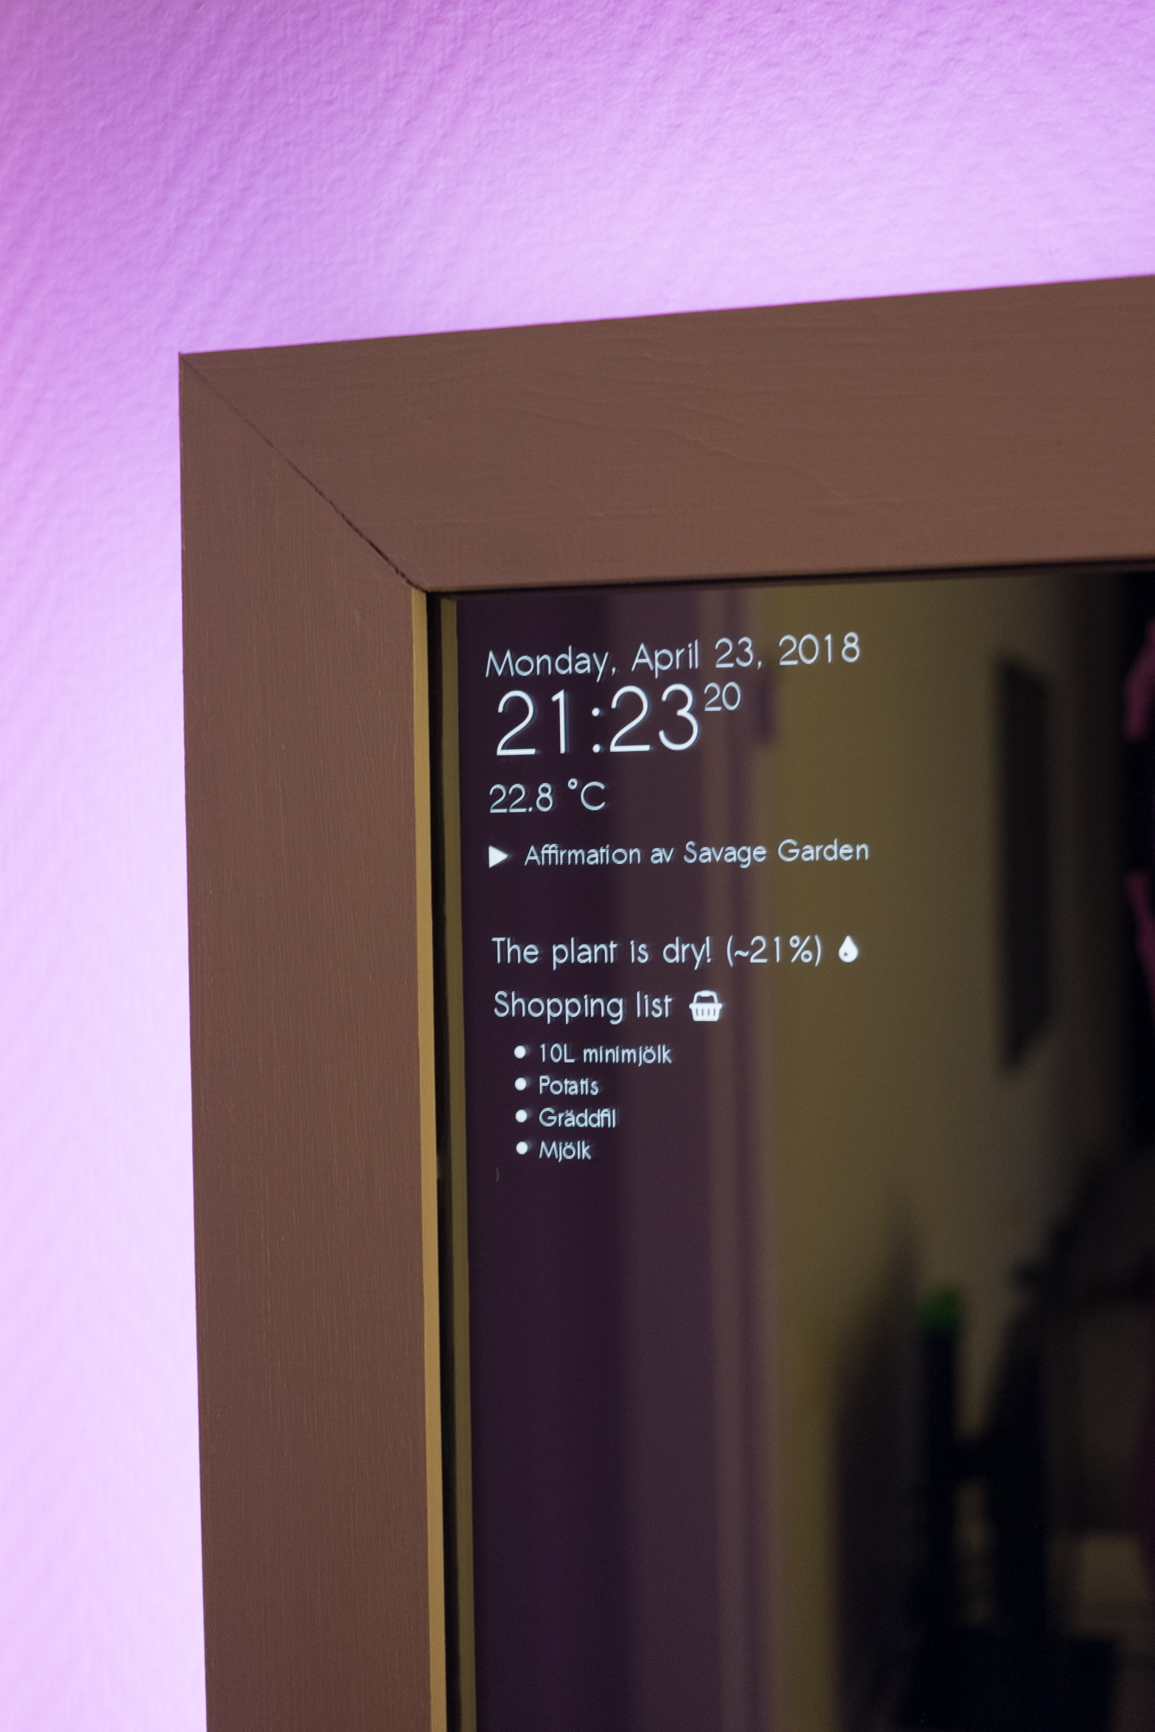 Monday, April 23, 2018
21:23 20
22.8 °C
Affirmation av Savage Garden
The plant is dry! (~21%)
Shopping list
• 10L minimjölk
• Potatis
• Gräddfil
• Mjölk